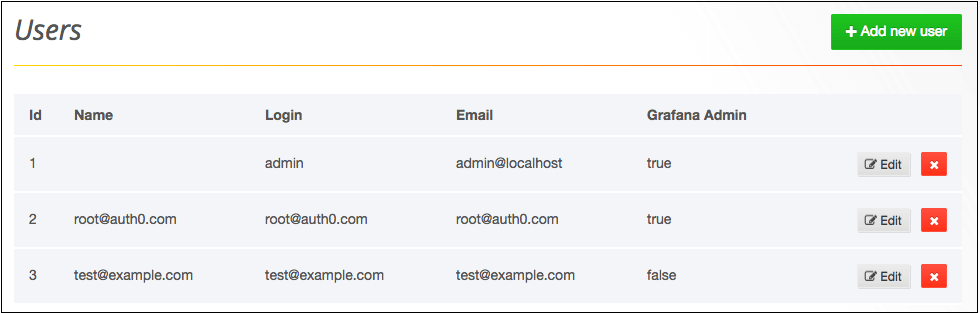 Users
Add new user
Id Name Login Email Grafana Admin
1 admin admin@localhost true Edit
2 root@auth0.com root@auth0.com root@auth0.com true Edit
3 test@example.com test@example.com test@example.com false Edit